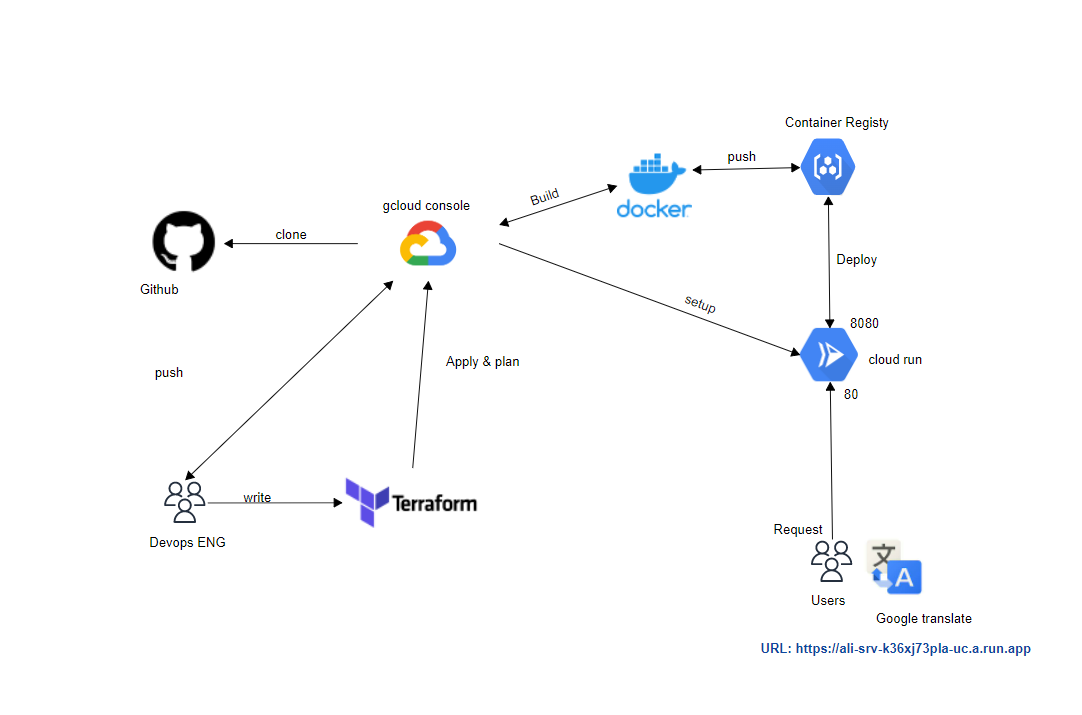 Container Registy
push
docker
Build
gcloud console
clone
Github
Deploy
setup
8080
cloud run
80
push
Apply & plan
write
Terraform
Devops ENG
Request
文
A
Users
Google translate
URL: https://ali-srv-k36xj73pla-uc.a.run.app